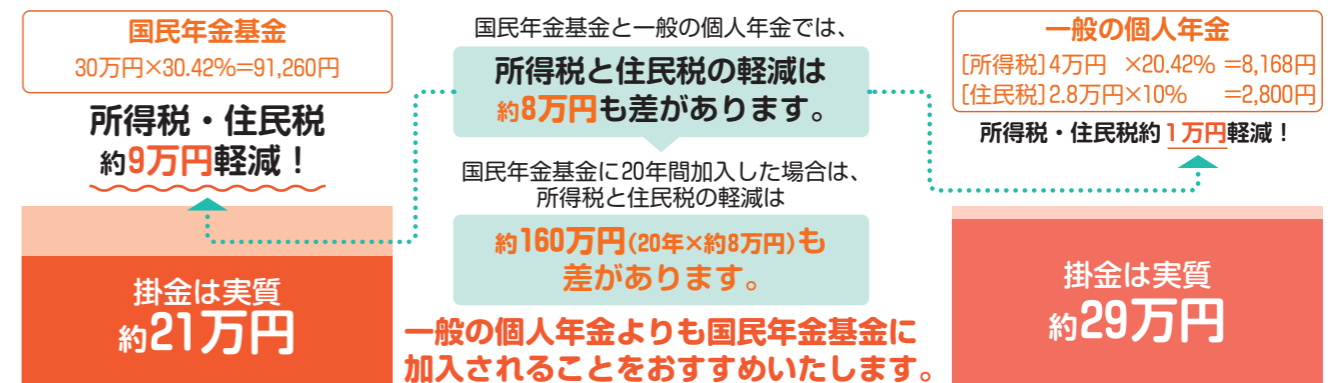 国民年金基金
30万円×30.42%＝91,260円
所得税・住民税
約9万円軽減！
掛金は実質
約21万円
国民年金基金と一般の個人年金では、
所得税と住民税の軽減は
約8万円も差があります。
国民年金基金に20年間加入した場合は、
所得税と住民税の軽減は
約160万円(20年×約8万円)も
差があります。
一般の個人年金よりも国民年金基金に
加入されることをおすすめいたします。
一般の個人年金
[所得税]4万円 ×20.42% ＝8,168円
[住民税]2.8万円×10% ＝2,800円
所得税・住民税約1万円軽減！
掛金は実質
約29万円